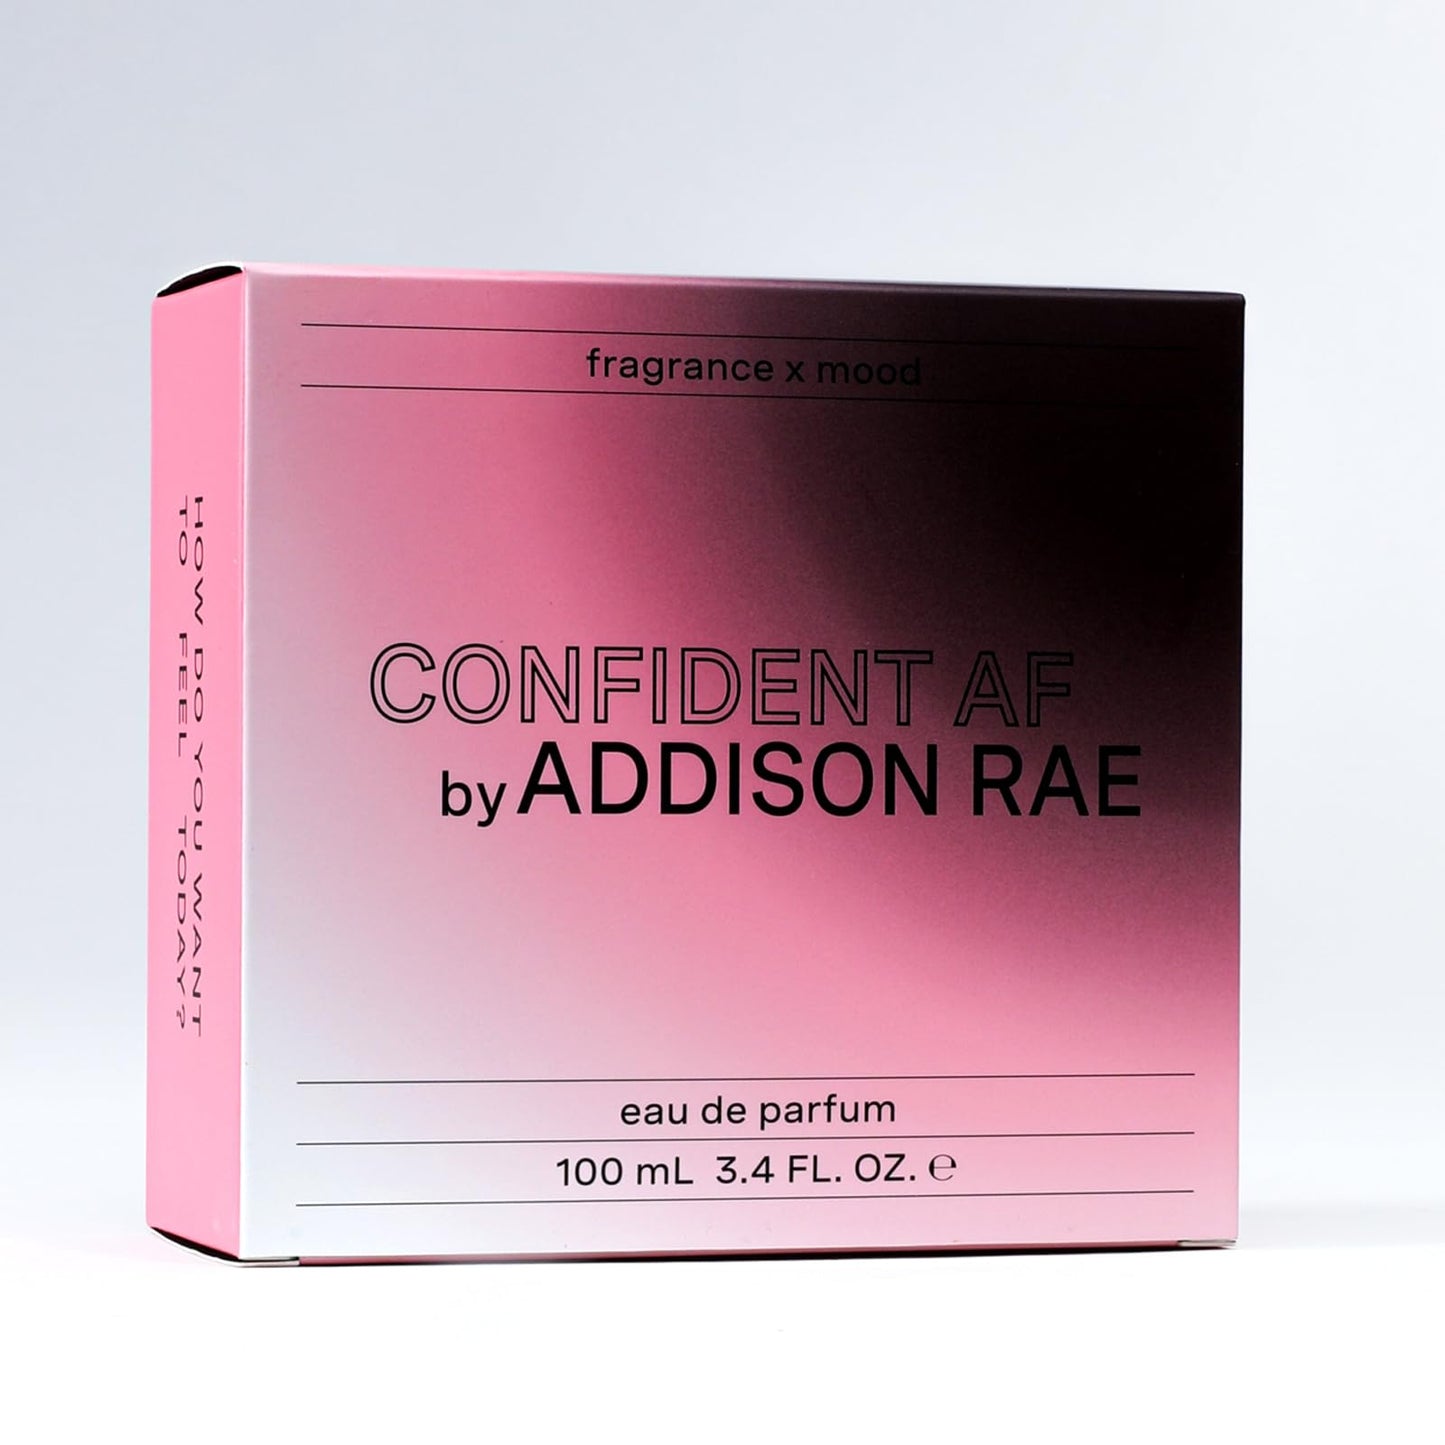 fragrance x mood
CONFIDENT AF
by ADDISON RAE
eau de parfum
100 mL 3.4 FL. OZ. ℮
HOW DO YOU WANT
TO FEEL TODAY?